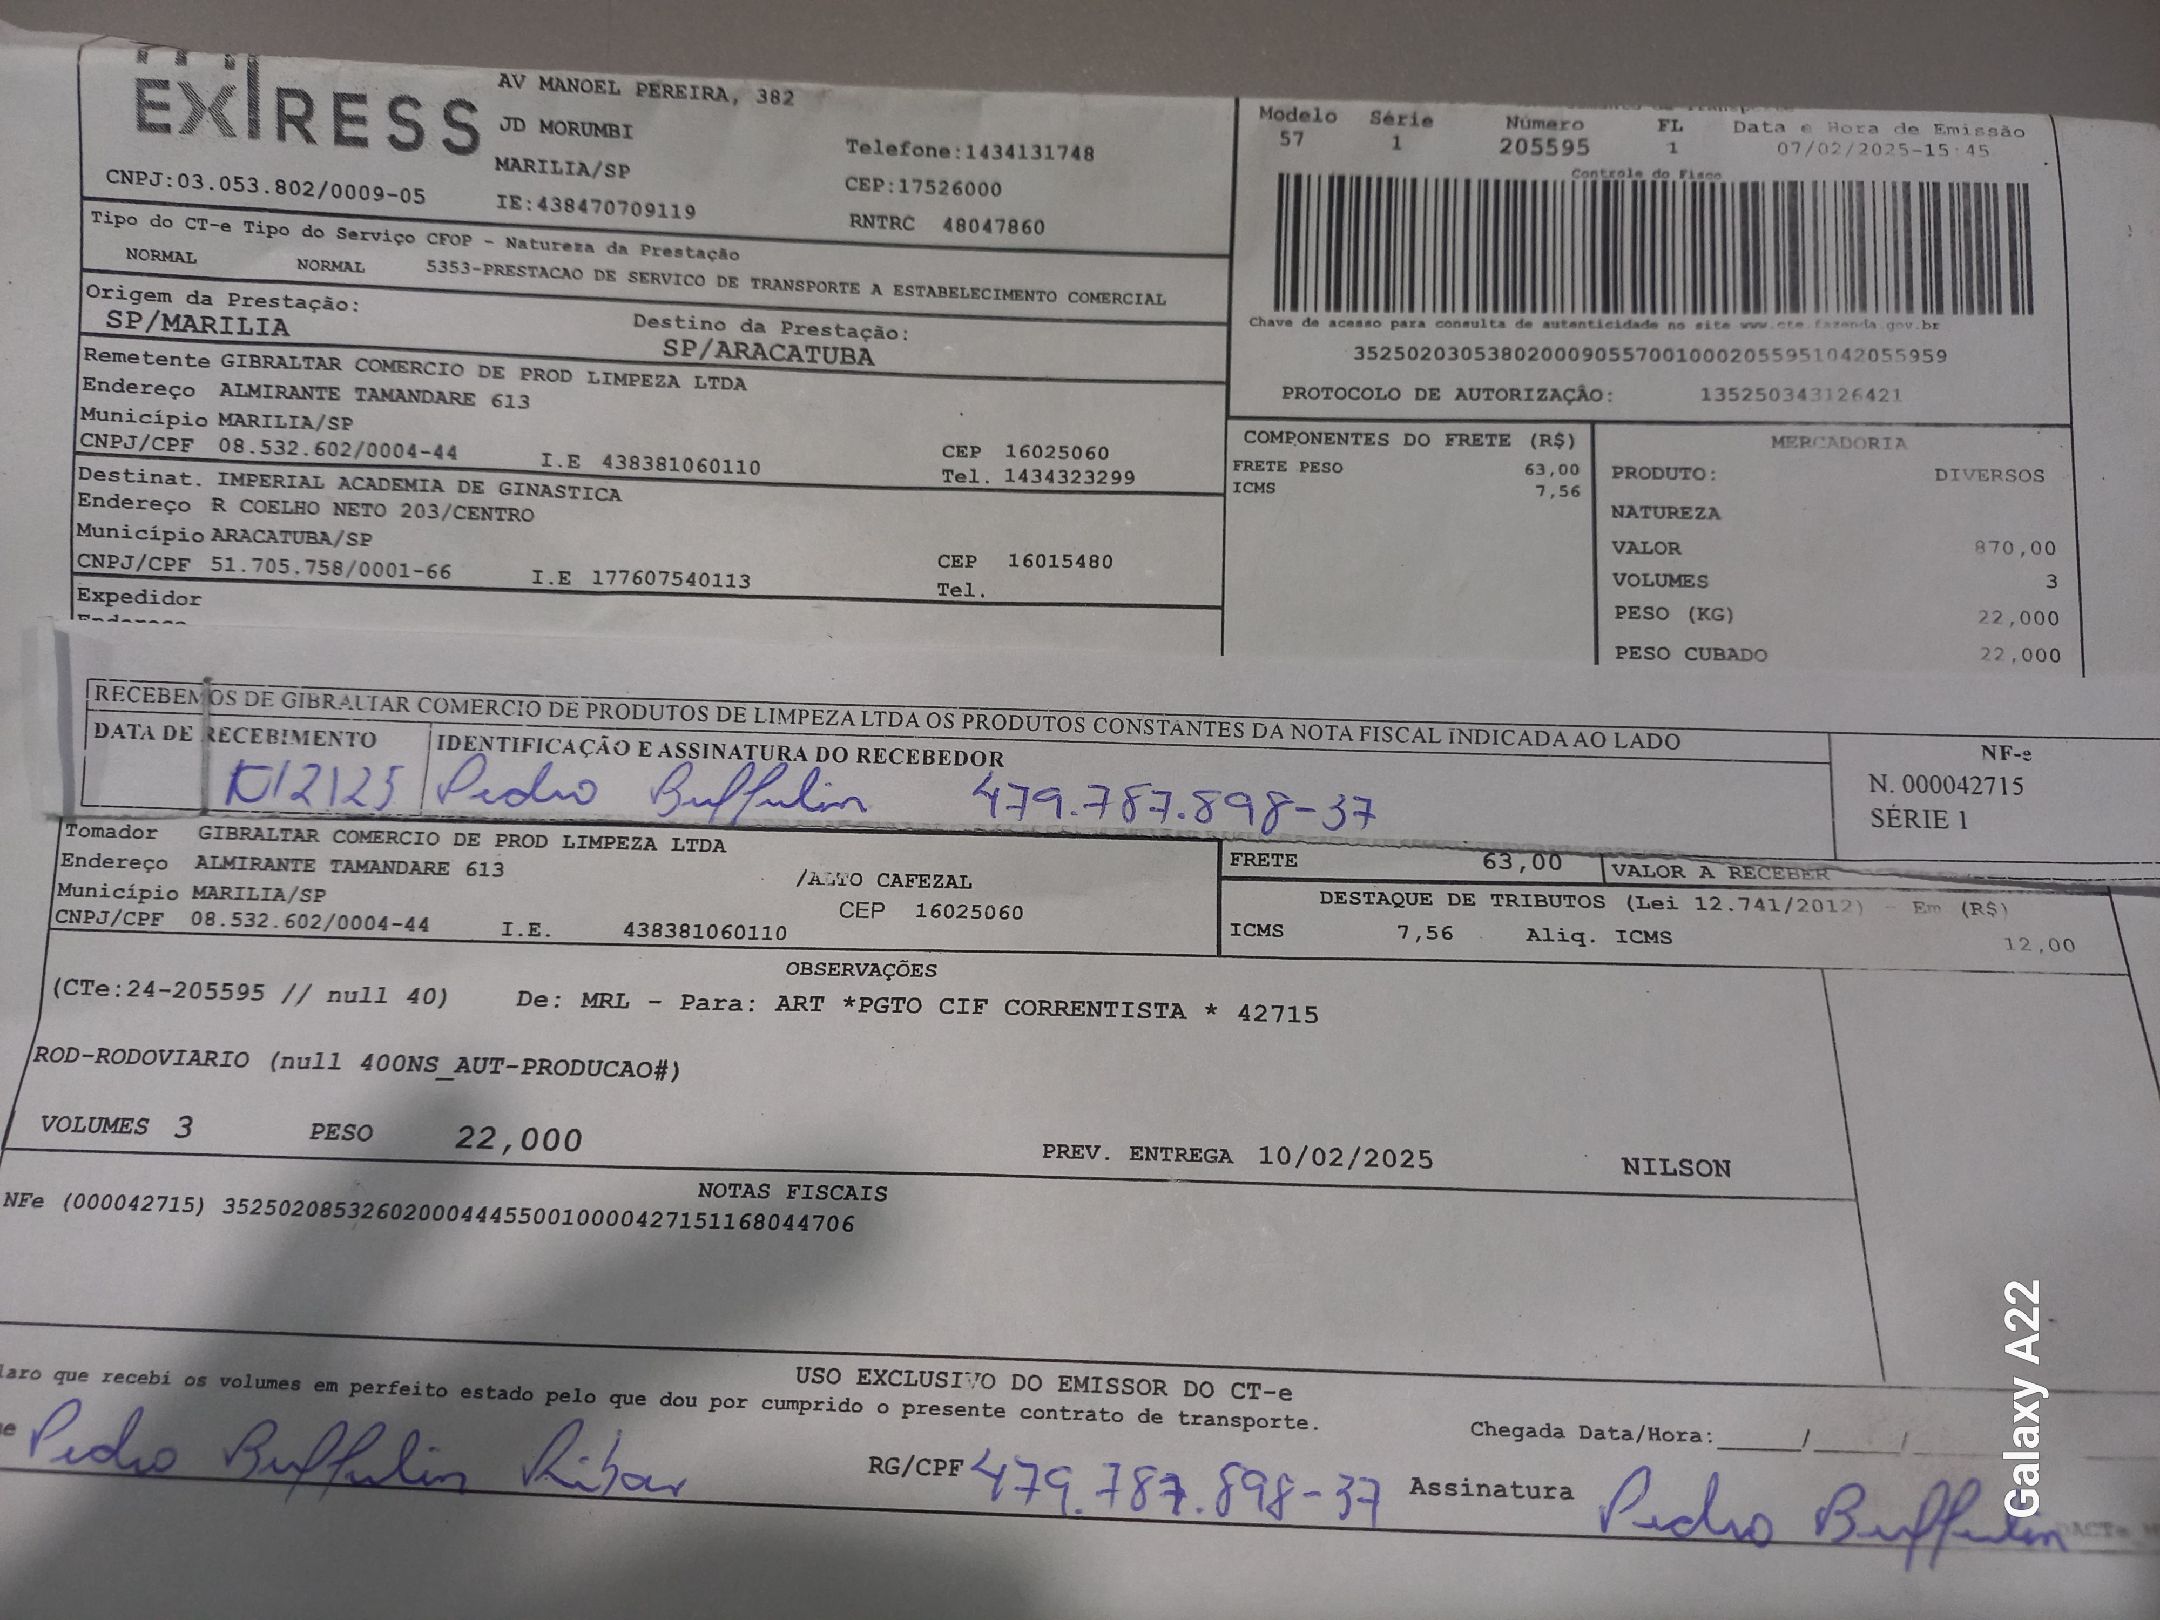 EXPRESS
AV MANOEL PEREIRA, 382
JD MORUMBI
MARILIA/SP
IE:438470709119
Telefone:1434131748
CEP:17526000
RNTRC 48047860
CNPJ:03.053.802/0009-05
Modelo Série Número FL Data e Hora de Emissão
57 1 205595 1 07/02/2025-15:45
Controle do Fisco
Chave de acesso para consulta de autenticidade no site www.cte.fazenda.gov.br
35250203053802000905570010002055951042055959
PROTOCOLO DE AUTORIZAÇÂO: 135250343126421
Tipo do CT-e Tipo do Serviço CFOP - Natureza da Prestação
NORMAL NORMAL 5353-PRESTACAO DE SERVICO DE TRANSPORTE A ESTABELECIMENTO COMERCIAL
Origem da Prestação: Destino da Prestação:
SP/MARILIA SP/ARACATUBA
Remetente GIBRALTAR COMERCIO DE PROD LIMPEZA LTDA
Endereço ALMIRANTE TAMANDARE 613
Município MARILIA/SP CEP 16025060
CNPJ/CPF 08.532.602/0004-44 I.E 438381060110 Tel. 1434323299
Destinat. IMPERIAL ACADEMIA DE GINASTICA
Endereço R COELHO NETO 203/CENTRO
Município ARACATUBA/SP CEP 16015480
CNPJ/CPF 51.705.758/0001-66 I.E 177607540113 Tel.
Expedidor
COMPONENTES DO FRETE (R$)
FRETE PESO 63,00
ICMS 7,56
MERCADORIA
PRODUTO: DIVERSOS
NATUREZA
VALOR 870,00
VOLUMES 3
PESO (KG) 22,000
PESO CUBADO 22,000
RECEBEMOS DE GIBRALTAR COMERCIO DE PRODUTOS DE LIMPEZA LTDA OS PRODUTOS CONSTANTES DA NOTA FISCAL INDICADA AO LADO
DATA DE RECEBIMENTO IDENTIFICAÇÃO E ASSINATURA DO RECEBEDOR
Pedro Buffulin 479.787.898-37
NF-e
N. 000042715
SÉRIE 1
Tomador GIBRALTAR COMERCIO DE PROD LIMPEZA LTDA
Endereço ALMIRANTE TAMANDARE 613 /ALTO CAFEZAL
Município MARILIA/SP CEP 16025060
CNPJ/CPF 08.532.602/0004-44 I.E. 438381060110
FRETE 63,00 VALOR A RECEBER
DESTAQUE DE TRIBUTOS (Lei 12.741/2012) - Em (R$)
ICMS 7,56 Aliq. ICMS 12,00
OBSERVAÇÕES
(CTe:24-205595 // null 40) De: MRL - Para: ART *PGTO CIF CORRENTISTA * 42715
ROD-RODOVIARIO (null 400NS_AUT-PRODUCAO#)
VOLUMES 3 PESO 22,000 PREV. ENTREGA 10/02/2025 NILSON
NOTAS FISCAIS
NFe (000042715) 35250208532602000444550010000427151168044706
USO EXCLUSIVO DO EMISSOR DO CT-e
laro que recebi os volumes em perfeito estado pelo que dou por cumprido o presente contrato de transporte.
Chegada Data/Hora:_____/_____/
Pedro Buffulin RG/CPF 479.787.898-37 Assinatura Pedro Buffulin
Galaxy A22